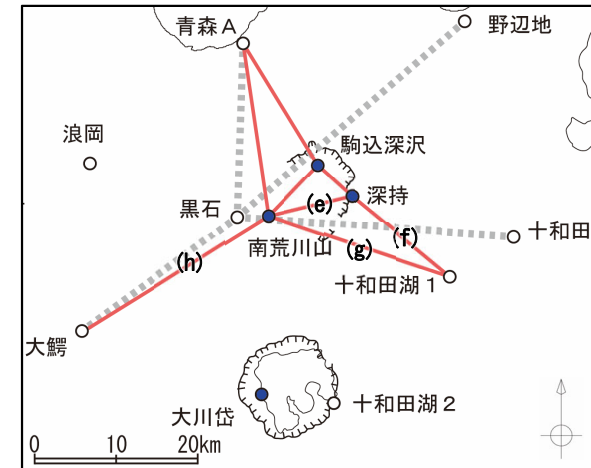 青森A
野辺地
浪岡
駒込深沢
黒石
(e)
深持
南荒川山
(f)
十和田
(g)
(h)
十和田湖1
大鰐
大川岱
十和田湖2
0 10 20km